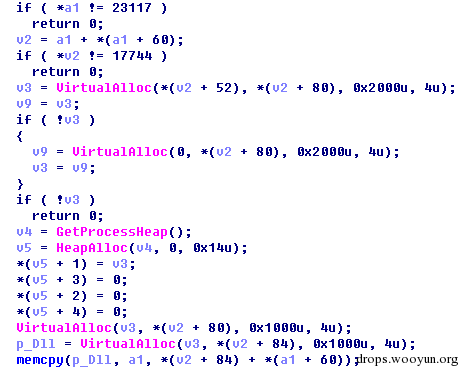 if ( *a1 != 23117 )
return 0;
v2 = a1 + *(a1 + 60);
if ( *v2 != 17744 )
return 0;
v3 = VirtualAlloc(*(v2 + 52), *(v2 + 80), 0x2000u, 4u);
v9 = v3;
if ( !v3 )
{
v9 = VirtualAlloc(0, *(v2 + 80), 0x2000u, 4u);
v3 = v9;
}
if ( !v3 )
return 0;
v4 = GetProcessHeap();
v5 = HeapAlloc(v4, 0, 0x14u);
*(v5 + 1) = v3;
*(v5 + 3) = 0;
*(v5 + 2) = 0;
*(v5 + 4) = 0;
VirtualAlloc(v3, *(v2 + 80), 0x1000u, 4u);
p_Dll = VirtualAlloc(v3, *(v2 + 84), 0x1000u, 4u);
memcpy(p_Dll, a1, *(v2 + 84) + *(a1 + 60));
drops.wooyun.org